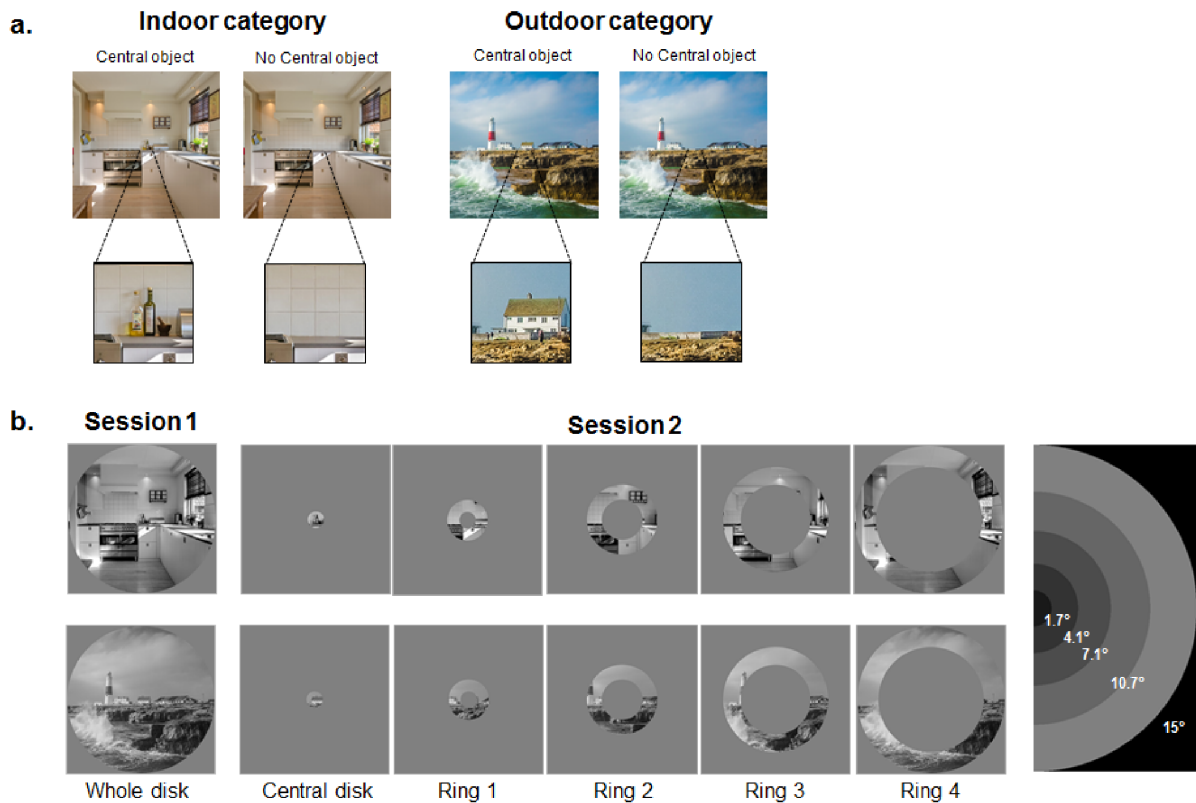 a.
Indoor category
Outdoor category
Central object
No Central object
Central object
No Central object
b.
Session 1
Session 2
1.7°
4.1°
7.1°
10.7°
15°
Whole disk
Central disk
Ring 1
Ring 2
Ring 3
Ring 4